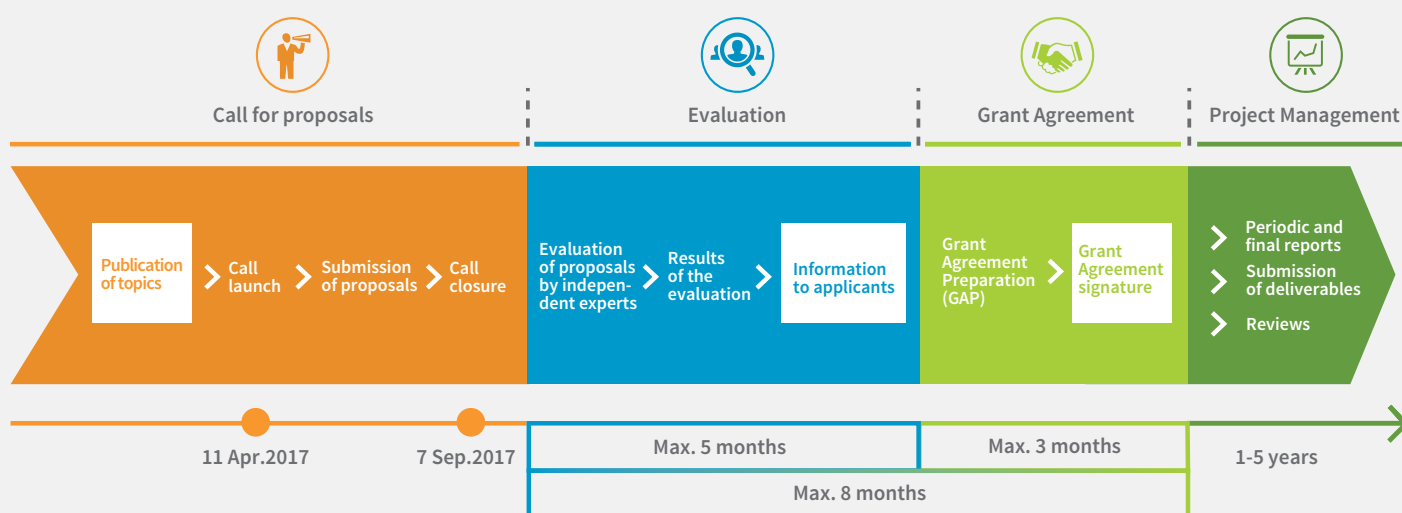 Call for proposals
Evaluation
Grant Agreement
Project Management
Publication
of topics
Call
launch
Submission
of proposals
Call
closure
Evaluation
of proposals
by indepen-
dent experts
Results
of the
evaluation
Information
to applicants
Grant
Agreement
Preparation
(GAP)
Grant
Agreement
signature
Periodic and
final reports
Submission
of deliverables
Reviews
11 Apr.2017
7 Sep.2017
Max. 5 months
Max. 3 months
1-5 years
Max. 8 months